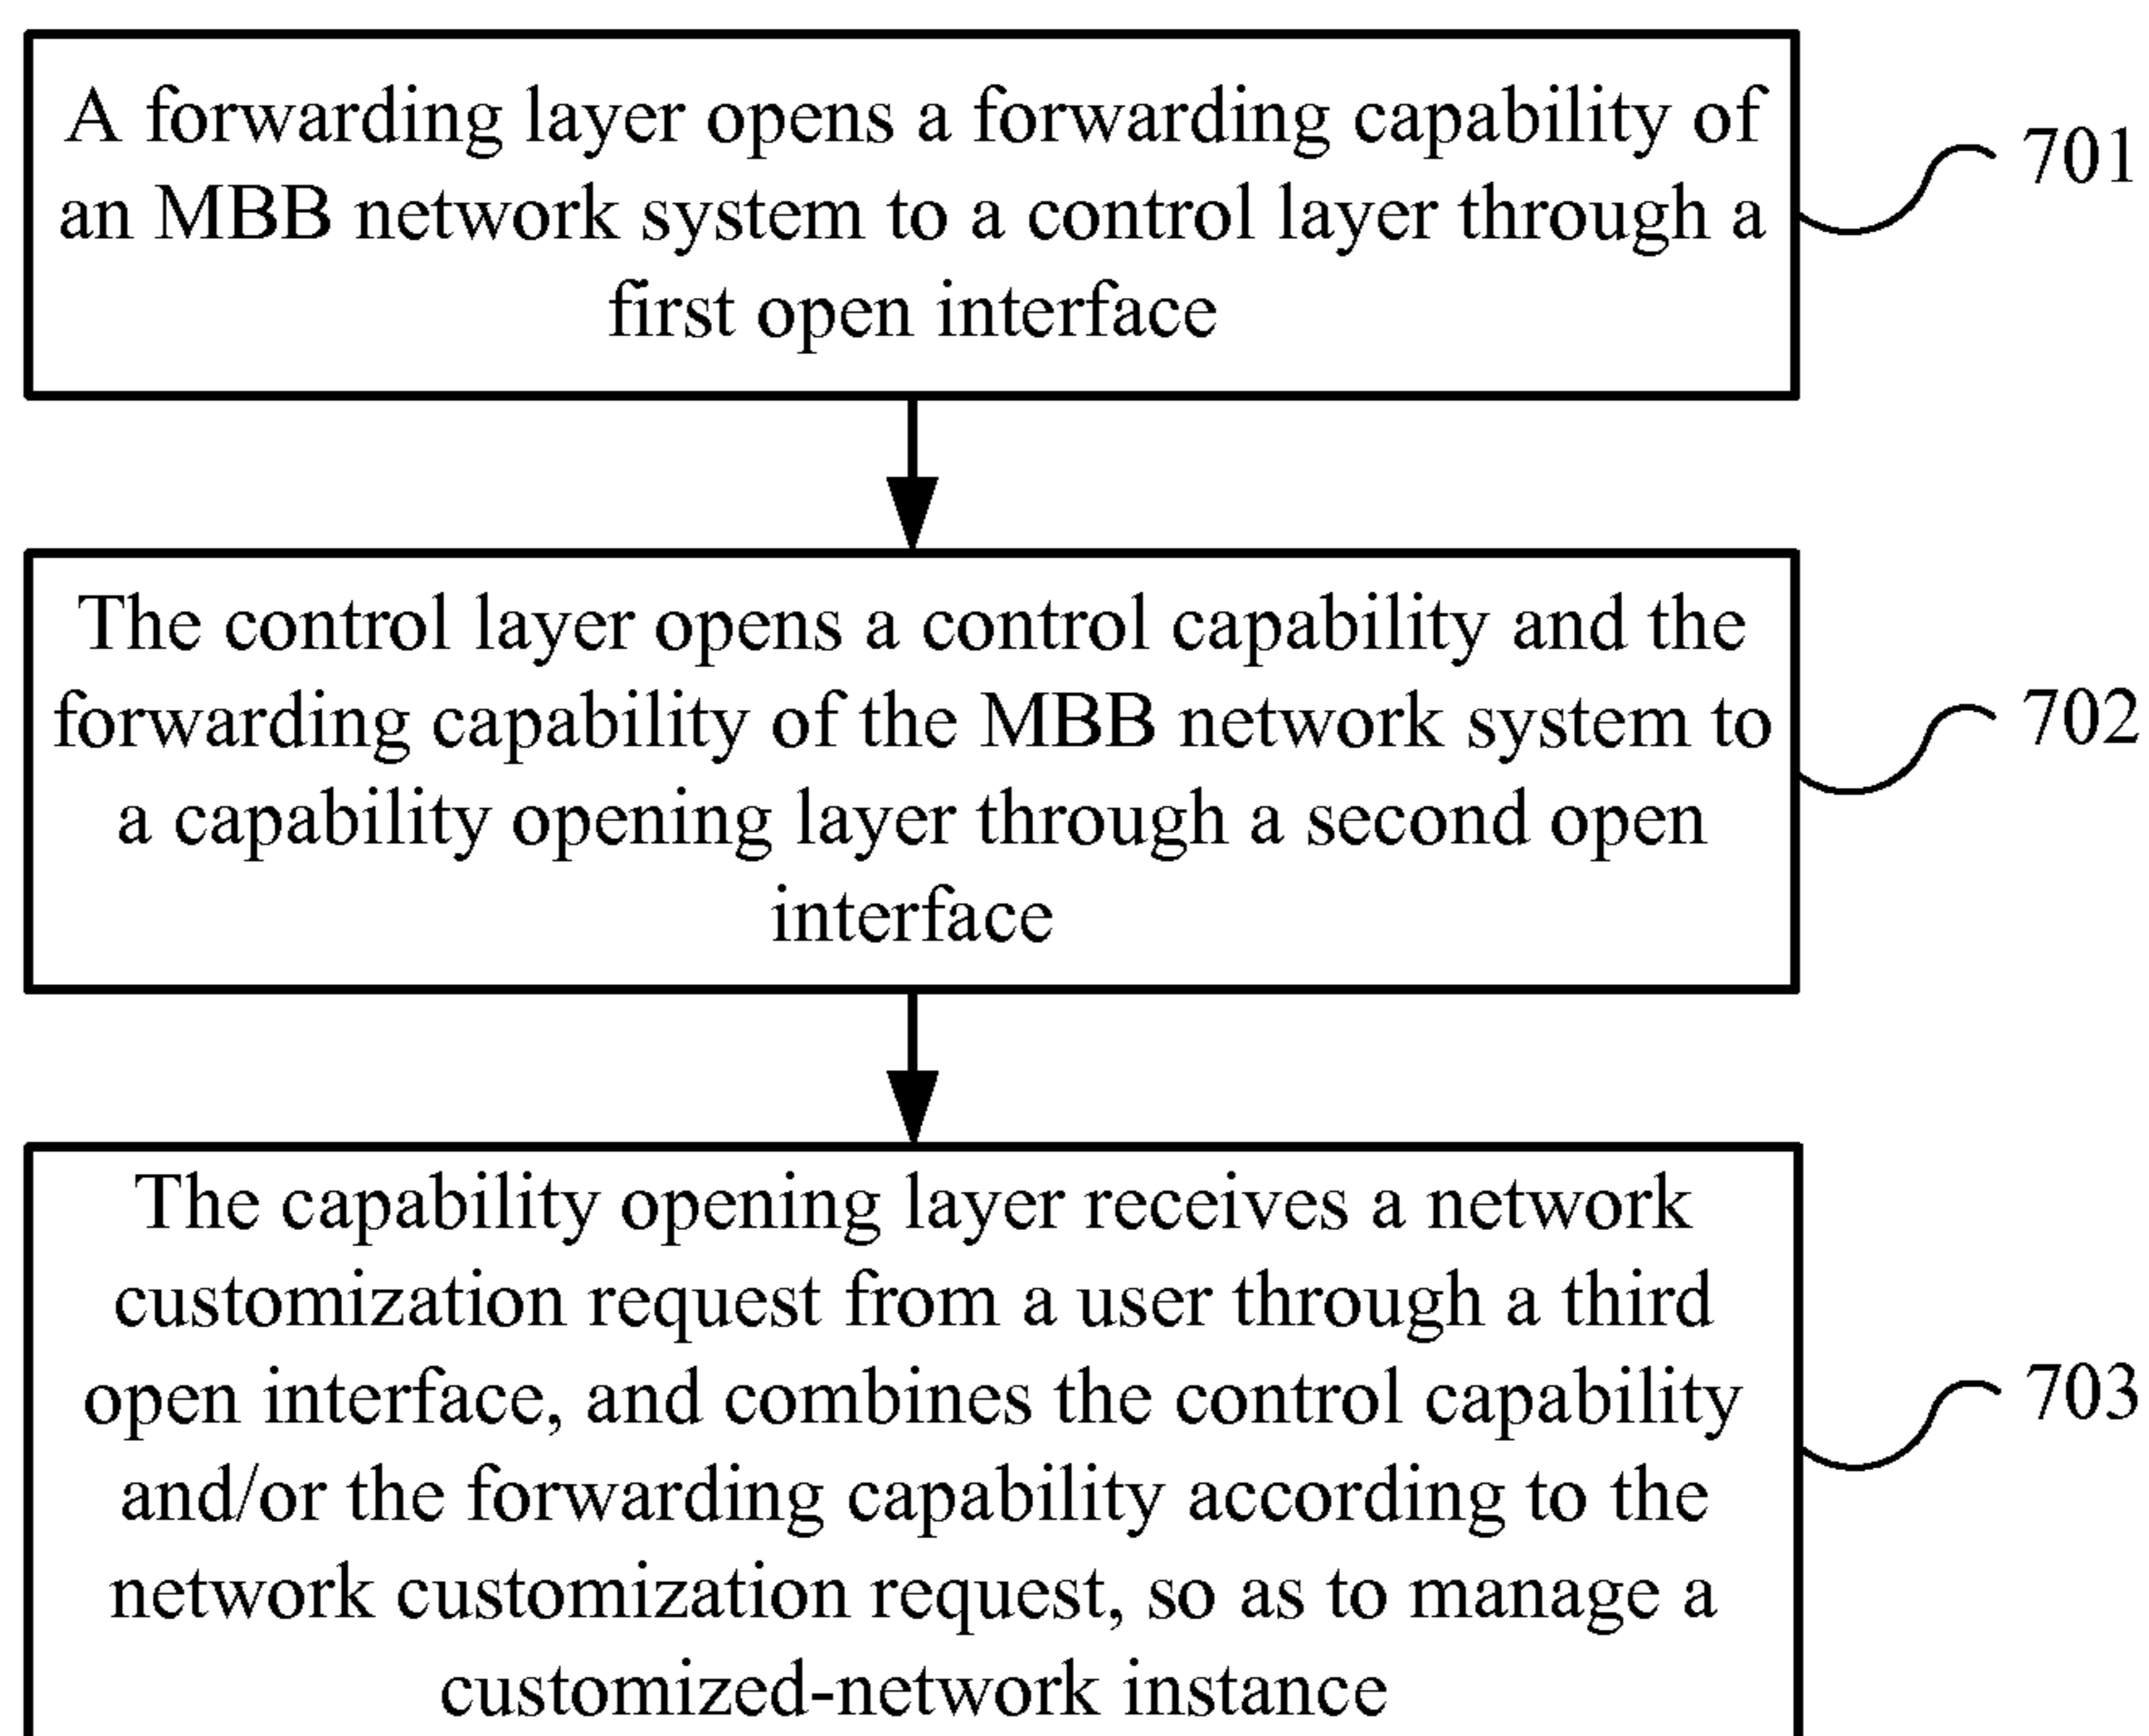 A forwarding layer opens a forwarding capability of
an MBB network system to a control layer through a
first open interface
701
The control layer opens a control capability and the
forwarding capability of the MBB network system to
a capability opening layer through a second open
interface
702
The capability opening layer receives a network
customization request from a user through a third
open interface, and combines the control capability
and/or the forwarding capability according to the
network customization request, so as to manage a
customized-network instance
703